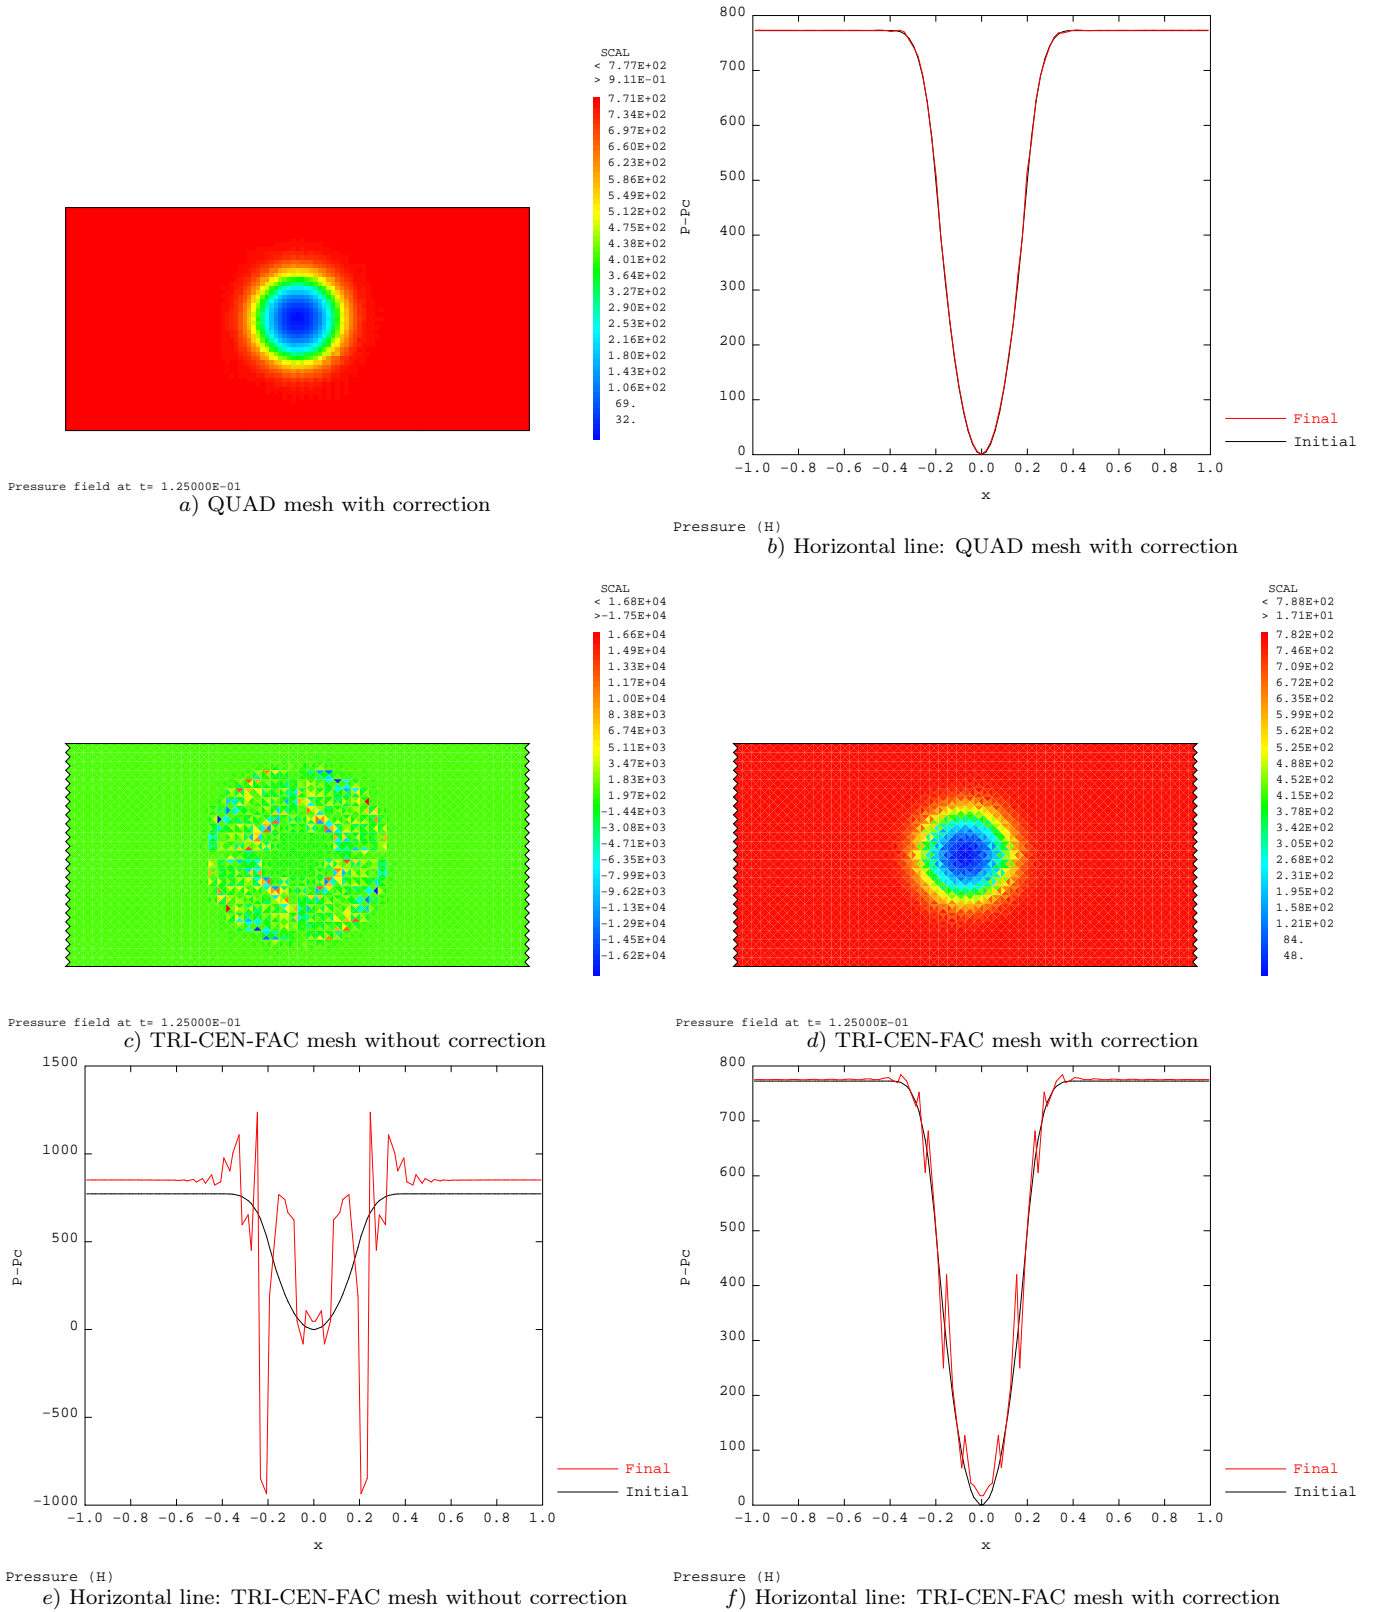 SCAL
< 7.77E+02
> 9.11E-01
7.71E+02
7.34E+02
6.97E+02
6.60E+02
6.23E+02
5.86E+02
5.49E+02
5.12E+02
4.75E+02
4.38E+02
4.01E+02
3.64E+02
3.27E+02
2.90E+02
2.53E+02
2.16E+02
1.80E+02
1.43E+02
1.06E+02
69.
32.
Pressure field at t= 1.25000E-01
a) QUAD mesh with correction
800
700
600
500
400
300
200
100
0
P-Pc
-1.0 -0.8 -0.6 -0.4 -0.2 0.0 0.2 0.4 0.6 0.8 1.0
x
Final
Initial
Pressure (H)
b) Horizontal line: QUAD mesh with correction
SCAL
< 1.68E+04
>-1.75E+04
1.66E+04
1.49E+04
1.33E+04
1.17E+04
1.00E+04
8.38E+03
6.74E+03
5.11E+03
3.47E+03
1.83E+03
1.97E+02
-1.44E+03
-3.08E+03
-4.71E+03
-6.35E+03
-7.99E+03
-9.62E+03
-1.13E+04
-1.29E+04
-1.45E+04
-1.62E+04
Pressure field at t= 1.25000E-01
c) TRI-CEN-FAC mesh without correction
SCAL
< 7.88E+02
> 1.71E+01
7.82E+02
7.46E+02
7.09E+02
6.72E+02
6.35E+02
5.99E+02
5.62E+02
5.25E+02
4.88E+02
4.52E+02
4.15E+02
3.78E+02
3.42E+02
3.05E+02
2.68E+02
2.31E+02
1.95E+02
1.58E+02
1.21E+02
84.
48.
Pressure field at t= 1.25000E-01
d) TRI-CEN-FAC mesh with correction
1500
1000
500
0
-500
-1000
P-Pc
-1.0 -0.8 -0.6 -0.4 -0.2 0.0 0.2 0.4 0.6 0.8 1.0
x
Final
Initial
Pressure (H)
e) Horizontal line: TRI-CEN-FAC mesh without correction
800
700
600
500
400
300
200
100
0
P-Pc
-1.0 -0.8 -0.6 -0.4 -0.2 0.0 0.2 0.4 0.6 0.8 1.0
x
Final
Initial
Pressure (H)
f) Horizontal line: TRI-CEN-FAC mesh with correction